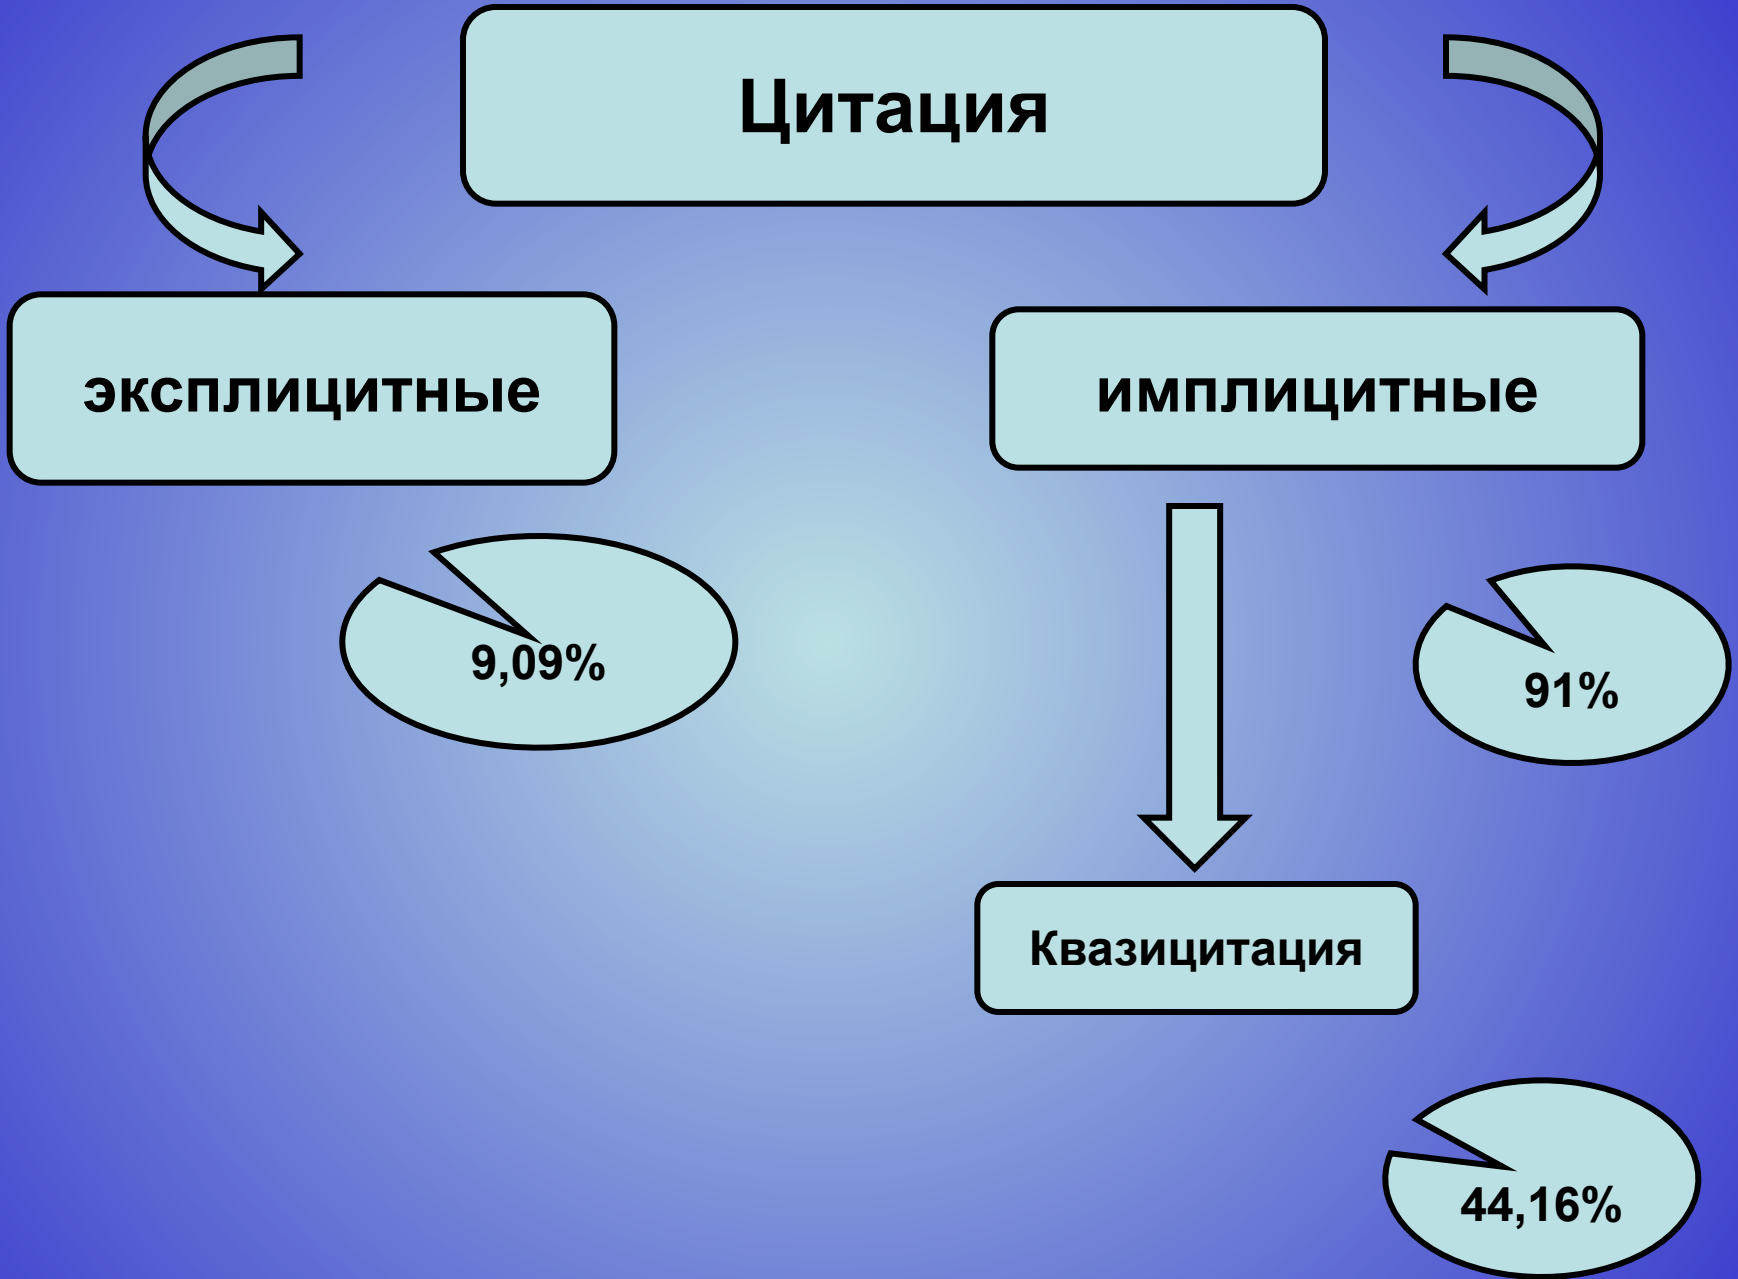 Цитация
эксплицитные
имплицитные
9,09%
91%
Квазицитация
44,16%